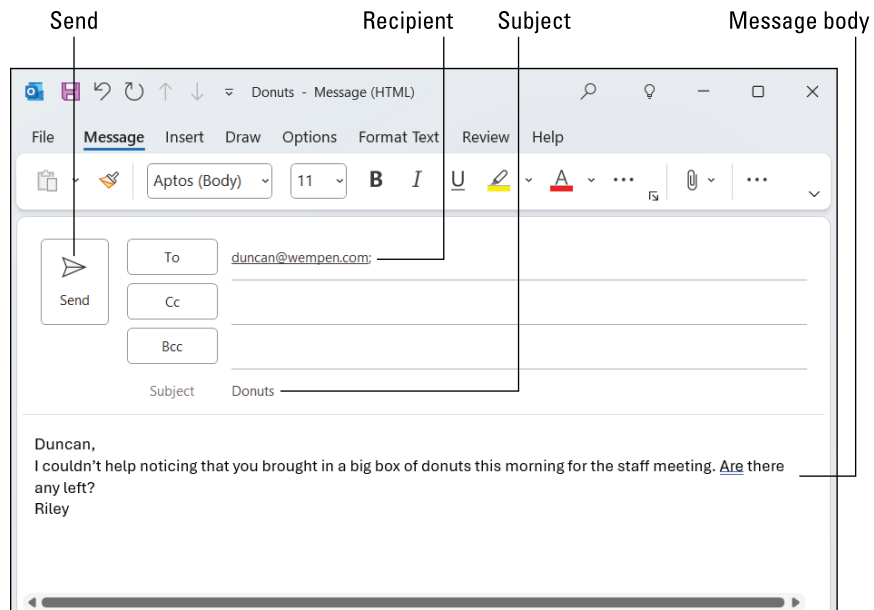 Send Recipient Subject Message body
Donuts - Message (HTML)
File Message Insert Draw Options Format Text Review Help
Aptos (Body) 11 B I U A
To duncan@wempen.com;
Send Cc
Bcc
Subject Donuts
Duncan,
I couldn't help noticing that you brought in a big box of donuts this morning for the staff meeting. Are there
any left?
Riley